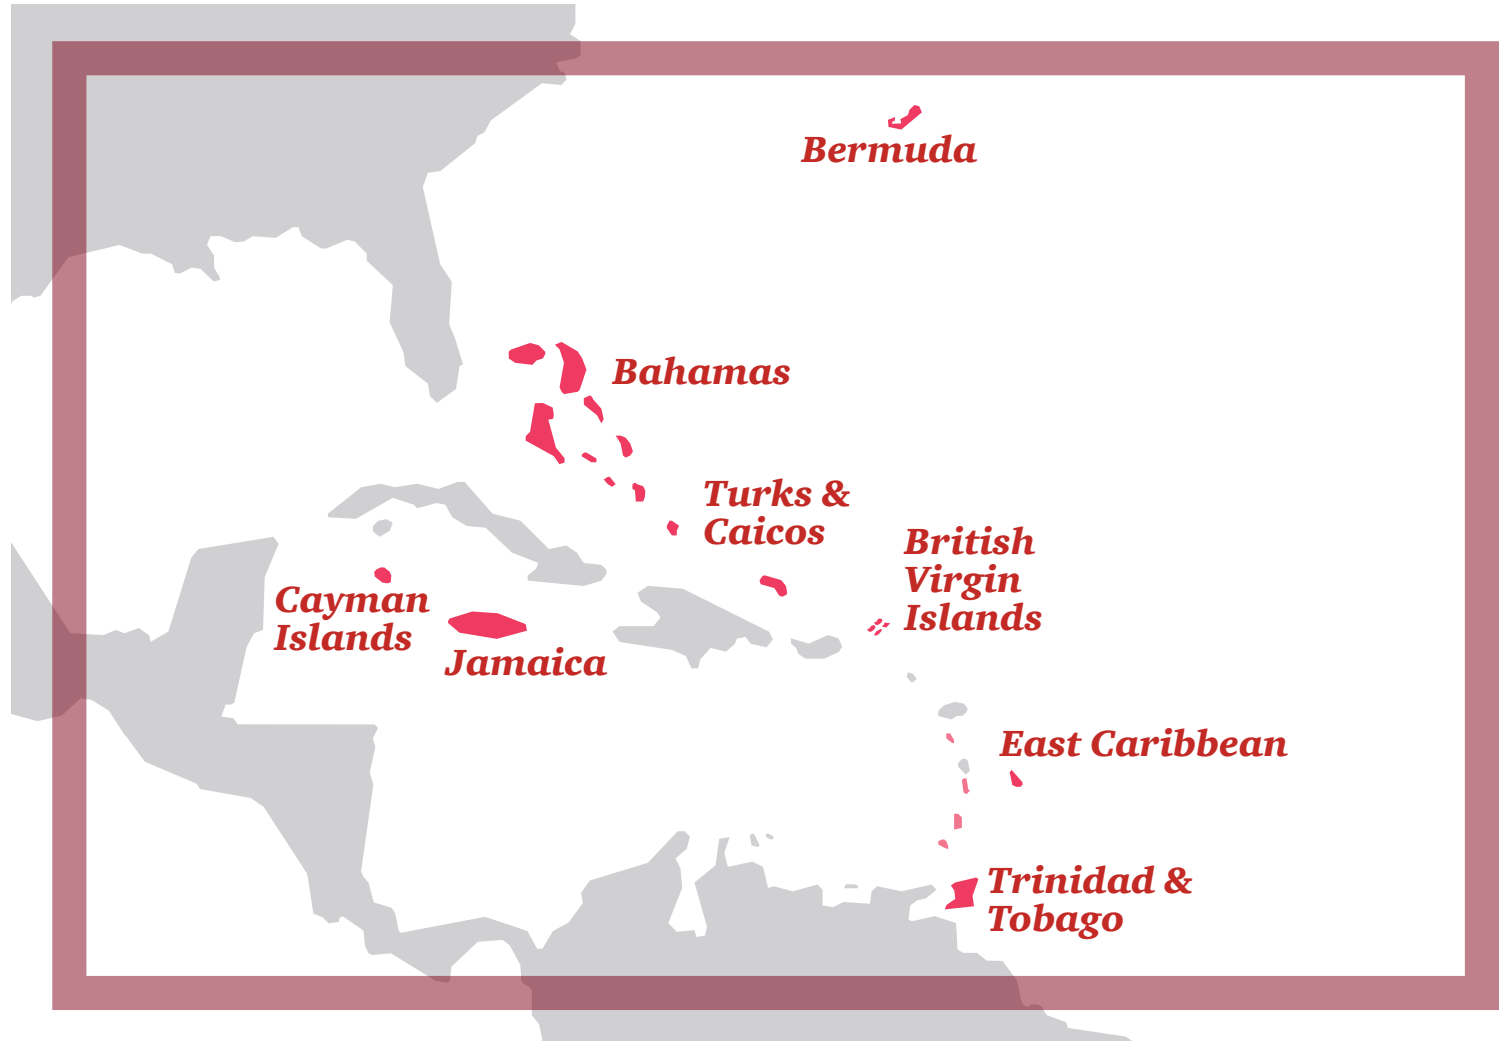 Bermuda
Bahamas
Turks &
Caicos
British
Virgin
Islands
Cayman
Islands
Jamaica
East Caribbean
Trinidad &
Tobago